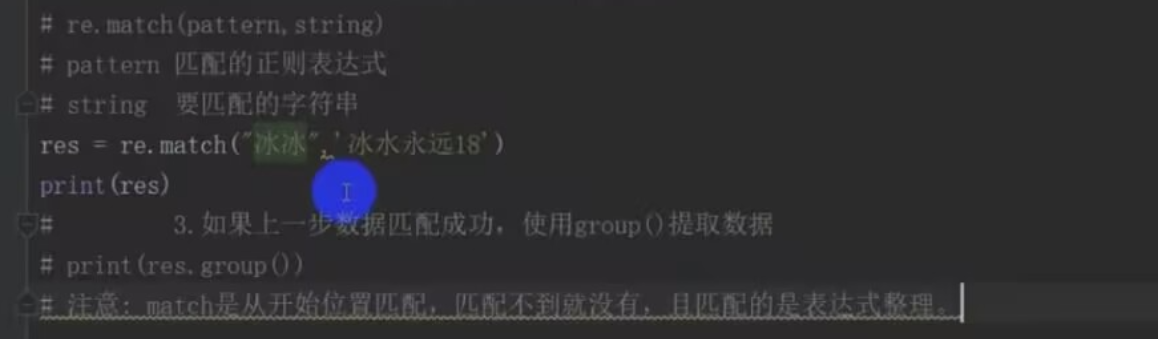 # re.match(pattern,string)
# pattern 匹配的正则表达式
# string  要匹配的字符串
res = re.match("冰冰",'冰水永远18')
print(res)
#        3.如果上一步数据匹配成功，使用group()提取数据
# print(res.group())
# 注意: match是从开始位置匹配，匹配不到就没有，且匹配的是表达式整理。